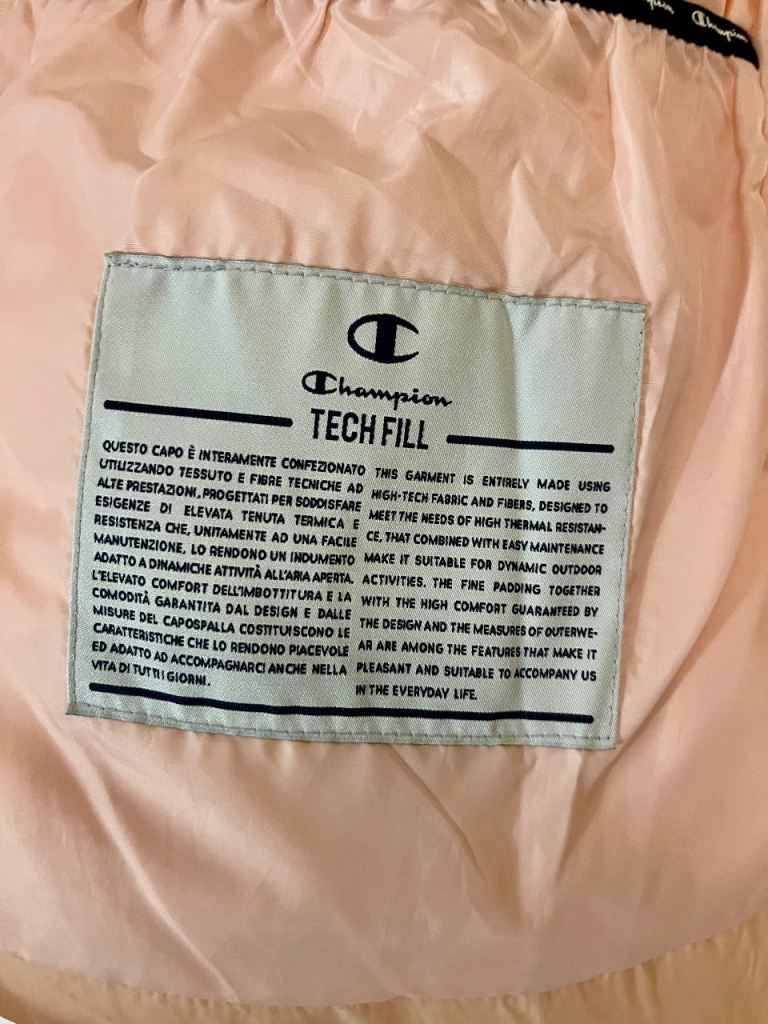 Champion
Champion
TECH FILL
QUESTO CAPO È INTERAMENTE CONFEZIONATO
UTILIZZANDO TESSUTO E FIBRE TECNICHE AD
ALTE PRESTAZIONI, PROGETTATI PER SODDISFARE
ESIGENZE DI ELEVATA TENUTA TERMICA E
RESISTENZA CHE, UNITAMENTE AD UNA FACILE
MANUTENZIONE, LO RENDONO UN INDUMENTO
ADATTO A DINAMICHE ATTIVITÀ ALL'ARIA APERTA.
L'ELEVATO COMFORT DELL'IMBOTTITURA E LA
COMODITÀ GARANTITA DAL DESIGN E DALLE
MISURE DEL CAPOSPALLA COSTITUISCONO LE
CARATTERISTICHE CHE LO RENDONO PIACEVOLE
ED ADATTO AD ACCOMPAGNARCI ANCHE NELLA
VITA DI TUTTI I GIORNI.
THIS GARMENT IS ENTIRELY MADE USING
HIGH-TECH FABRIC AND FIBERS, DESIGNED TO
MEET THE NEEDS OF HIGH THERMAL RESISTAN-
CE, THAT COMBINED WITH EASY MAINTENANCE
MAKE IT SUITABLE FOR DYNAMIC OUTDOOR
ACTIVITIES. THE FINE PADDING TOGETHER
WITH THE HIGH COMFORT GUARANTEED BY
THE DESIGN AND THE MEASURES OF OUTERWE-
AR ARE AMONG THE FEATURES THAT MAKE IT
PLEASANT AND SUITABLE TO ACCOMPANY US
IN THE EVERYDAY LIFE.